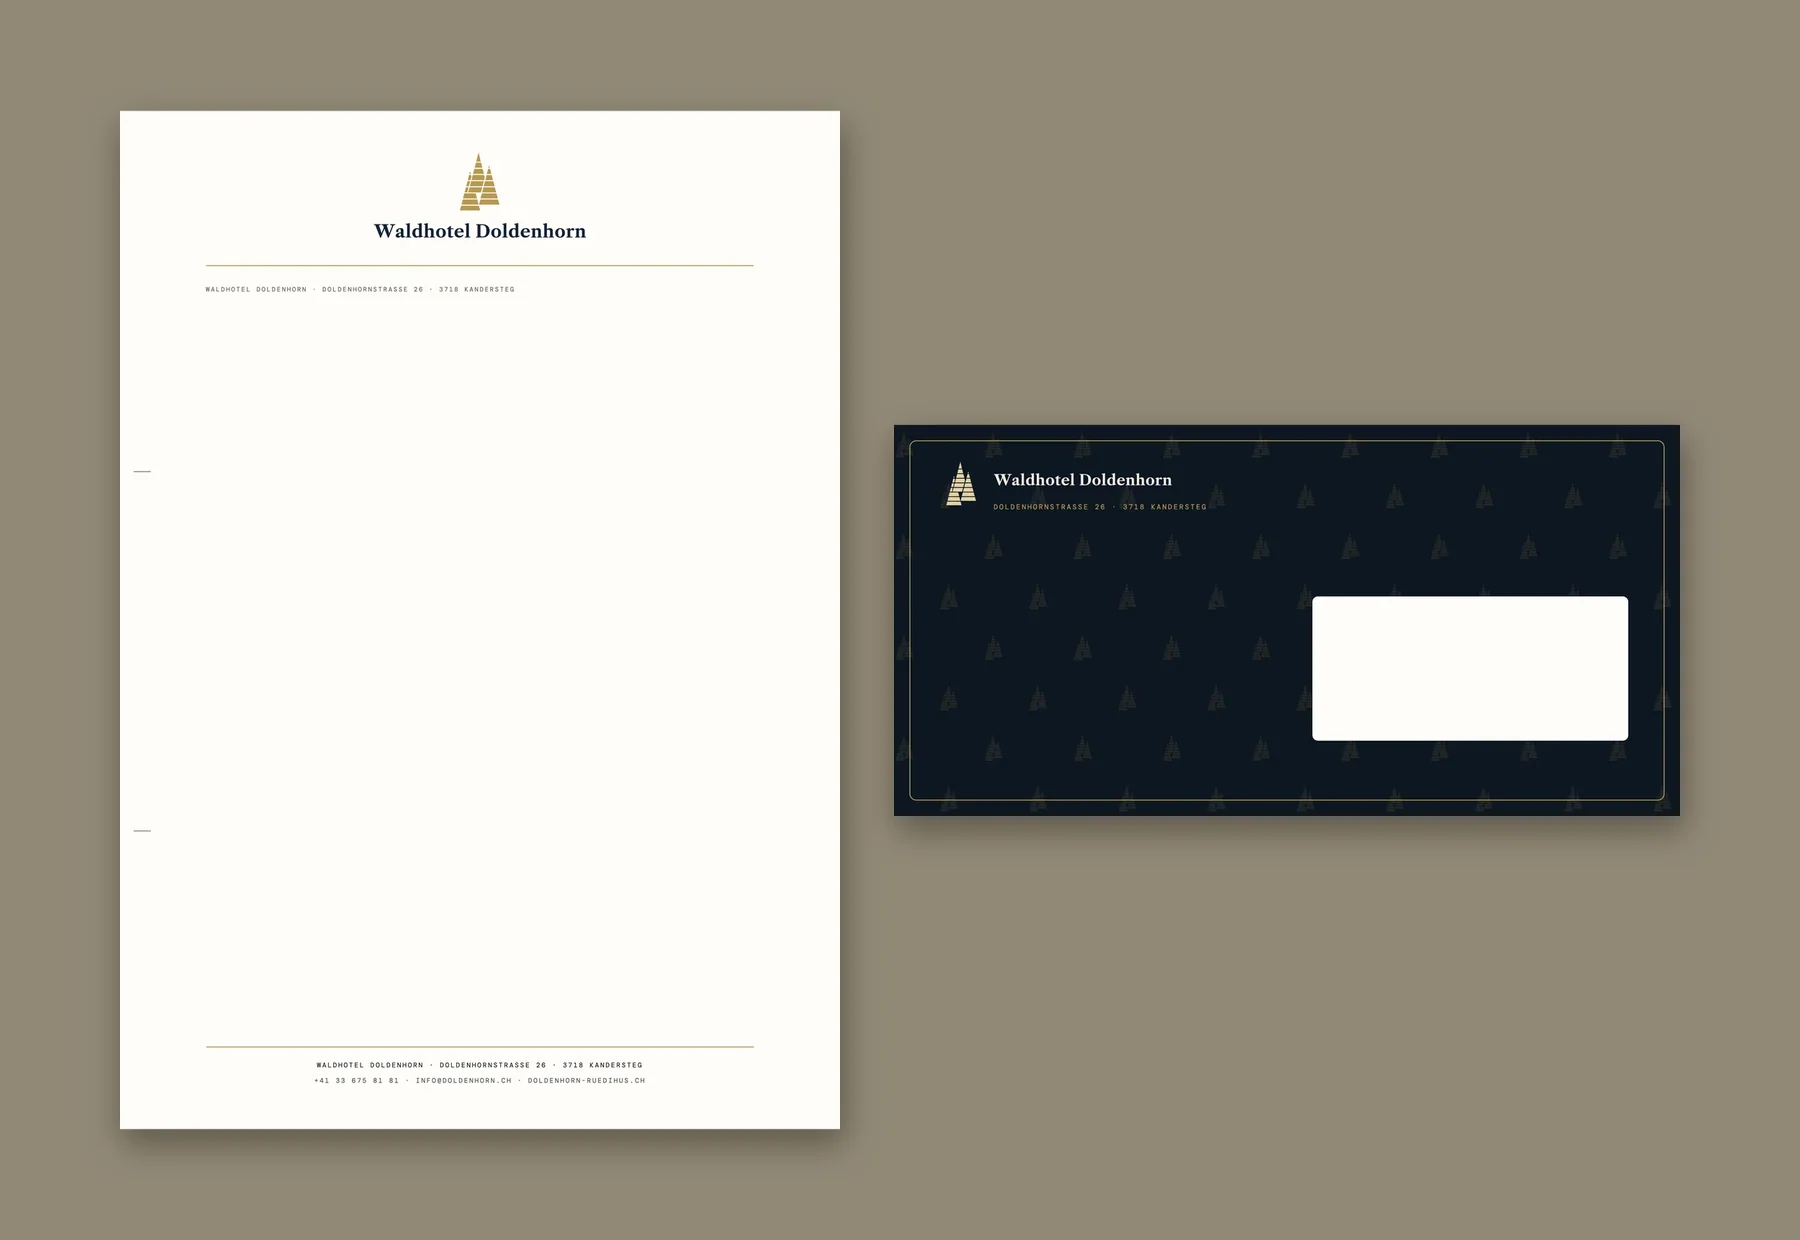 Waldhotel Doldenhorn
WALDHOTEL DOLDENHORN · DOLDENHORNSTRASSE 26 · 3718 KANDERSTEG
WALDHOTEL DOLDENHORN · DOLDENHORNSTRASSE 26 · 3718 KANDERSTEG
+41 33 675 81 81 · INFO@DOLDENHORN.CH · DOLDENHORN-RUEDIHUS.CH
Waldhotel Doldenhorn
DOLDENHORNSTRASSE 26 · 3718 KANDERSTEG